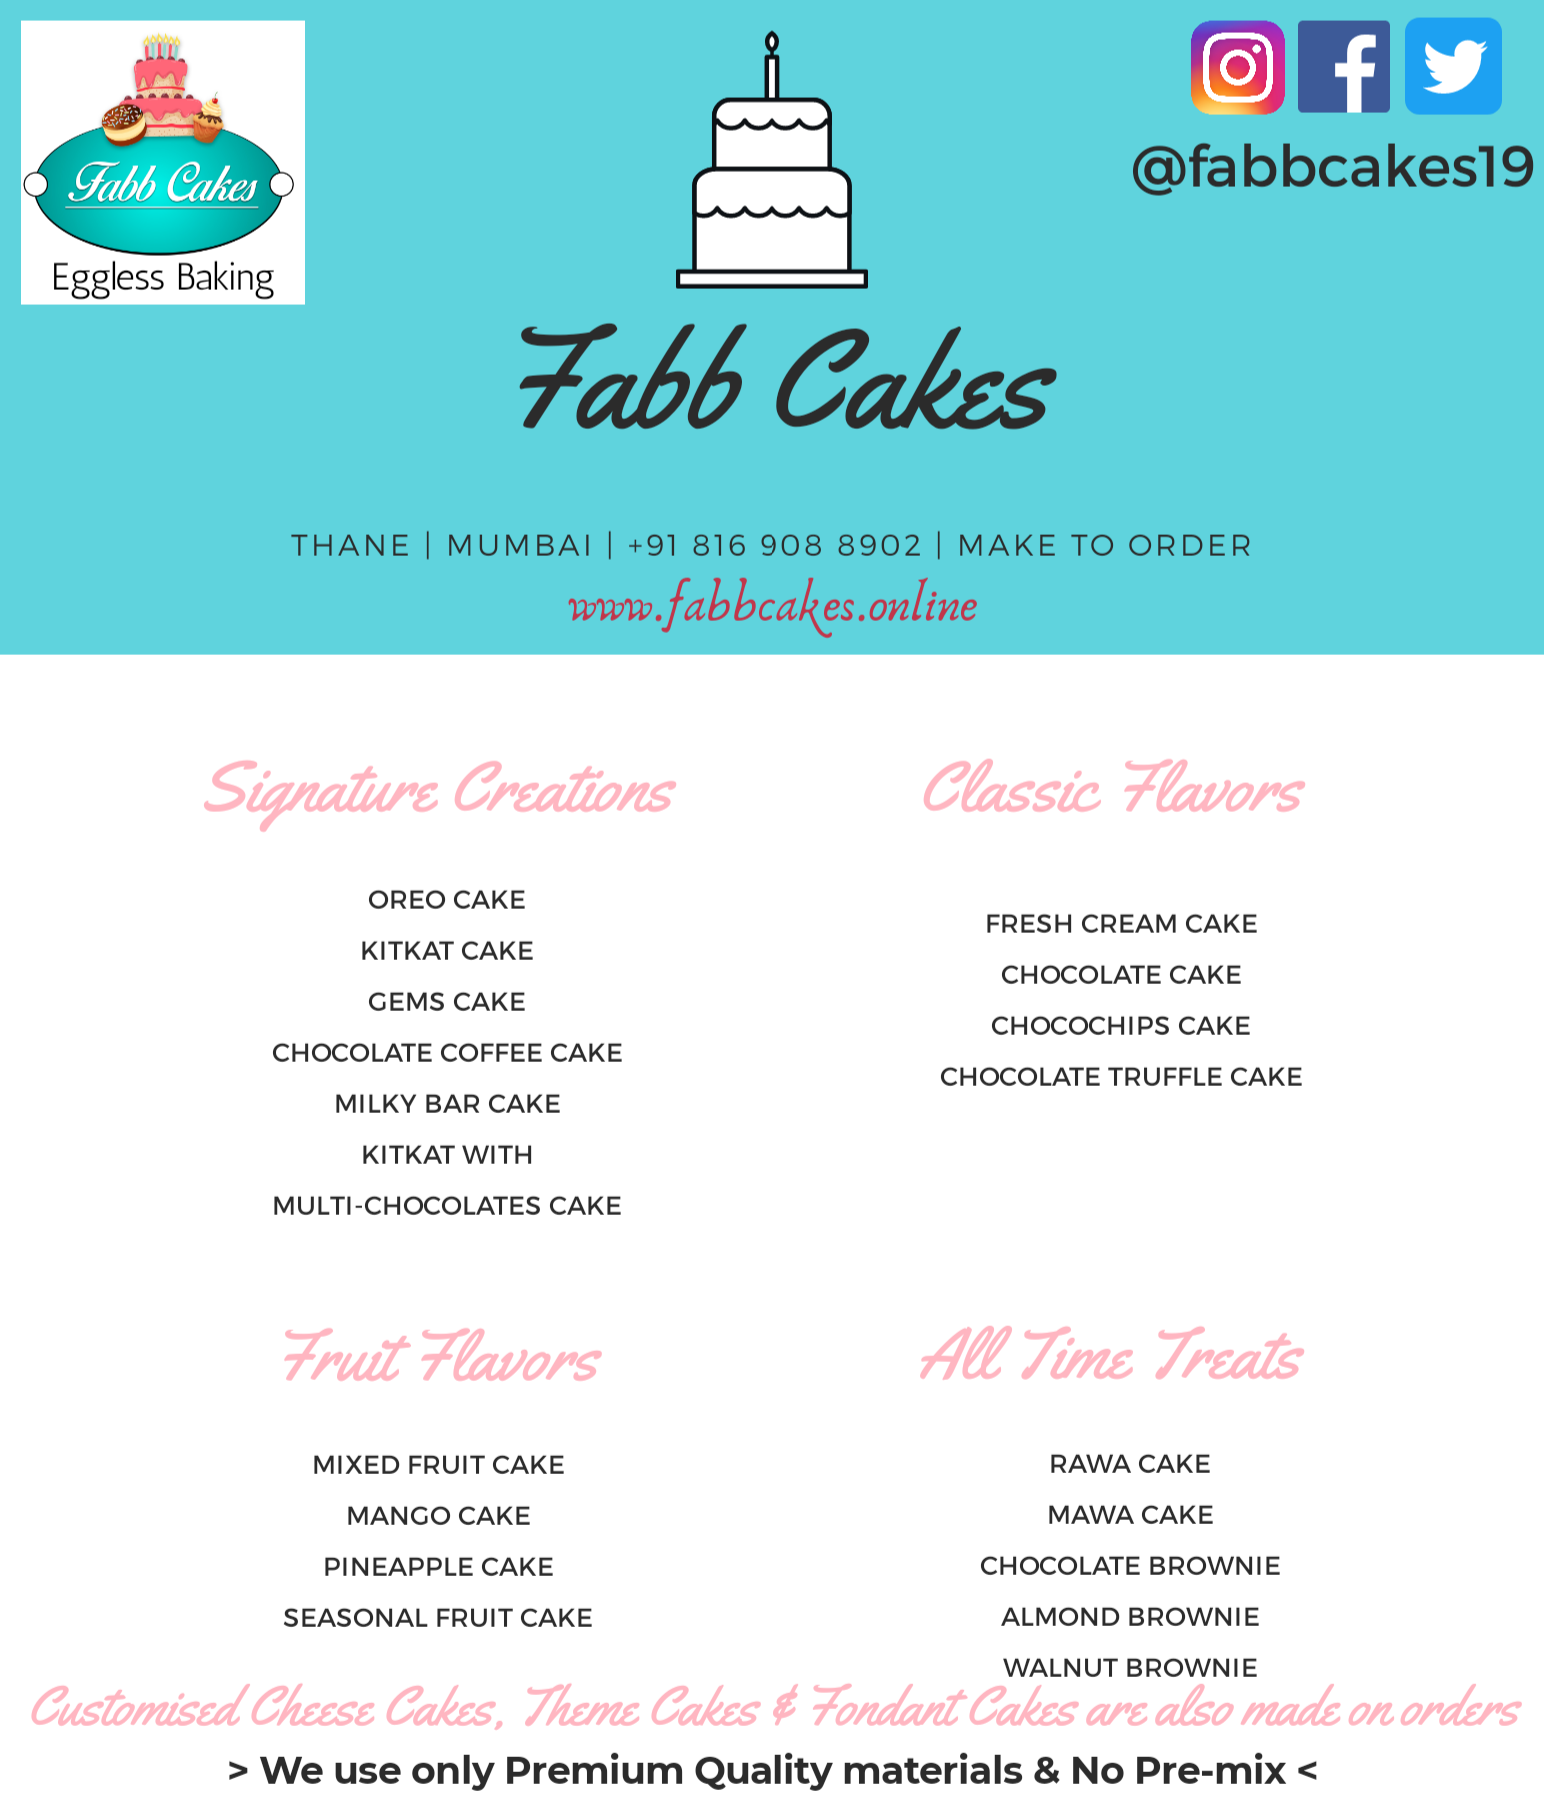 Fabb Cakes
Eggless Baking
@fabbcakes19
Fabb Cakes
THANE | MUMBAI | +91 816 908 8902 | MAKE TO ORDER
www.fabbcakes.online
Signature Creations
OREO CAKE
KITKAT CAKE
GEMS CAKE
CHOCOLATE COFFEE CAKE
MILKY BAR CAKE
KITKAT WITH
MULTI-CHOCOLATES CAKE
Classic Flavors
FRESH CREAM CAKE
CHOCOLATE CAKE
CHOCOCHIPS CAKE
CHOCOLATE TRUFFLE CAKE
Fruit Flavors
MIXED FRUIT CAKE
MANGO CAKE
PINEAPPLE CAKE
SEASONAL FRUIT CAKE
All Time Treats
RAWA CAKE
MAWA CAKE
CHOCOLATE BROWNIE
ALMOND BROWNIE
WALNUT BROWNIE
Customised Cheese Cakes, Theme Cakes & Fondant Cakes are also made on orders
> We use only Premium Quality materials & No Pre-mix <